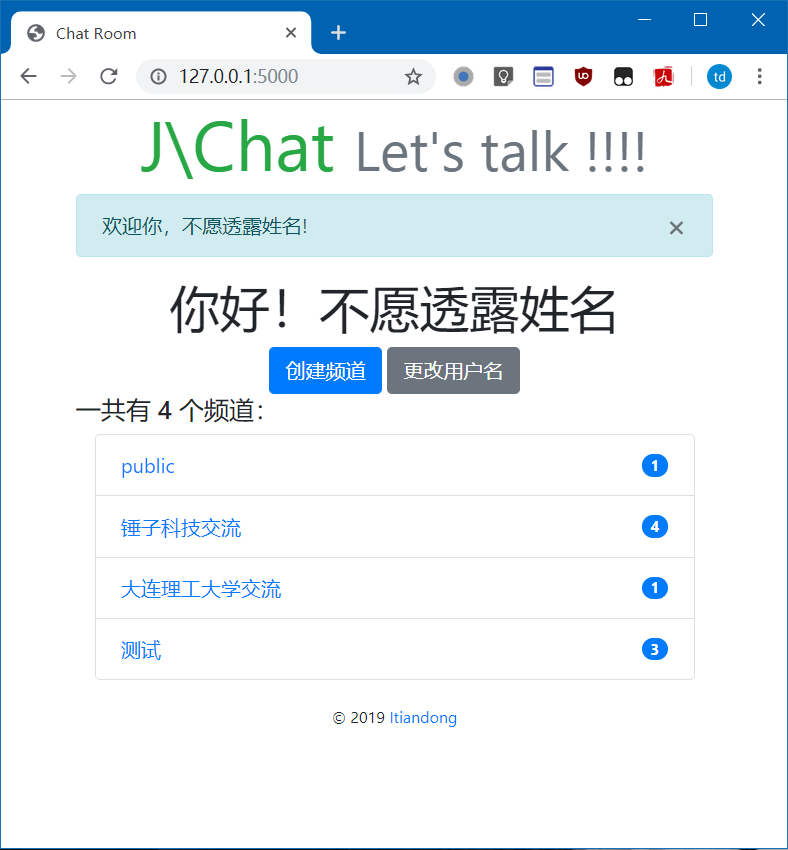 Chat Room
127.0.0.1:5000
td
J\Chat Let's talk !!!!
欢迎你，不愿透露姓名!
×
你好！不愿透露姓名
创建频道 更改用户名
一共有 4 个频道：
public 1
锤子科技交流 4
大连理工大学交流 1
测试 3
© 2019 Itiandong